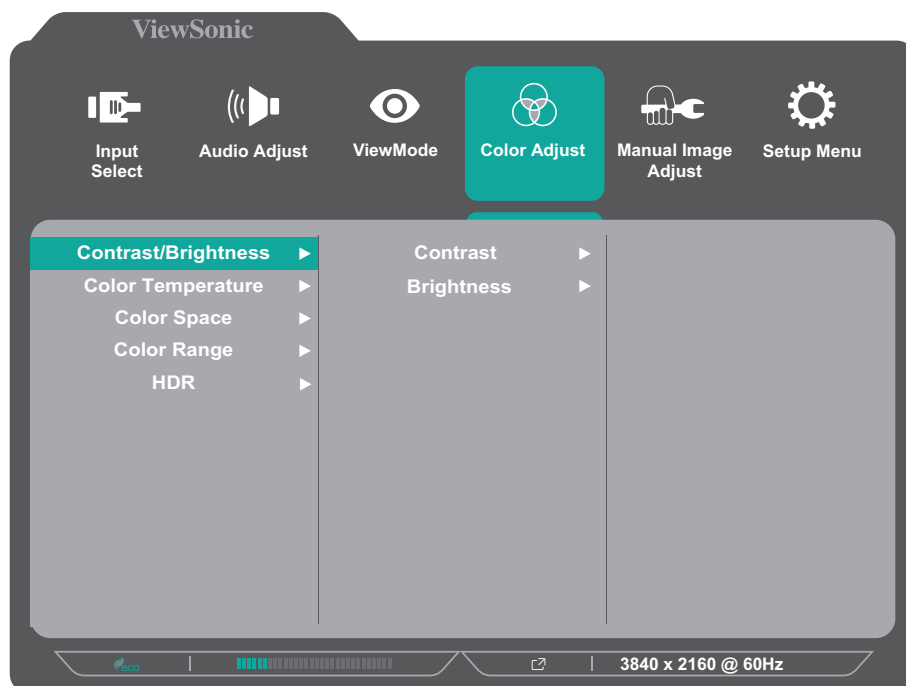 ViewSonic
Input
Select
Audio Adjust
ViewMode
Color Adjust
Manual Image
Adjust
Setup Menu
Contrast/Brightness
Color Temperature
Color Space
Color Range
HDR
Contrast
Brightness
eco
3840 x 2160 @ 60Hz